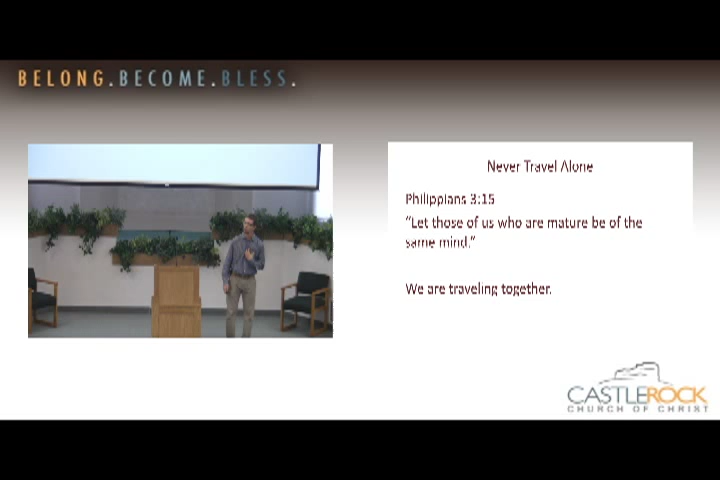 BELONG.BECOME.BLESS.
Never Travel Alone
Philippians 3:15
“Let those of us who are mature be of the
same mind.”
We are traveling together.
CASTLEROCK
CHURCH OF CHRIST